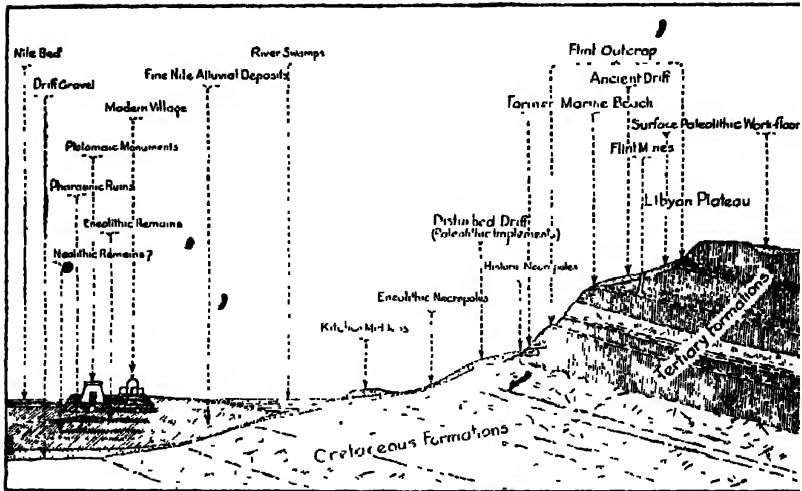 Nile Bed
Drift Gravel
Modern Village
Ptolomaic Monuments
Pharaonic Ruins
Eneolithic Remains
Neolithic Remains?
Fine Nile Alluvial Deposits
River Swamps
Kitchen Middens
Eneolithic Necropoles
Disturbed Drift
(Paleolithic Implements)
Historic Necropoles
Former Marine Beach
Flint Outcrop
Ancient Drift
Surface Paleolithic Work-floor
Flint Mines
Libyan Plateau
Tertiary Formations
Cretaceous Formations